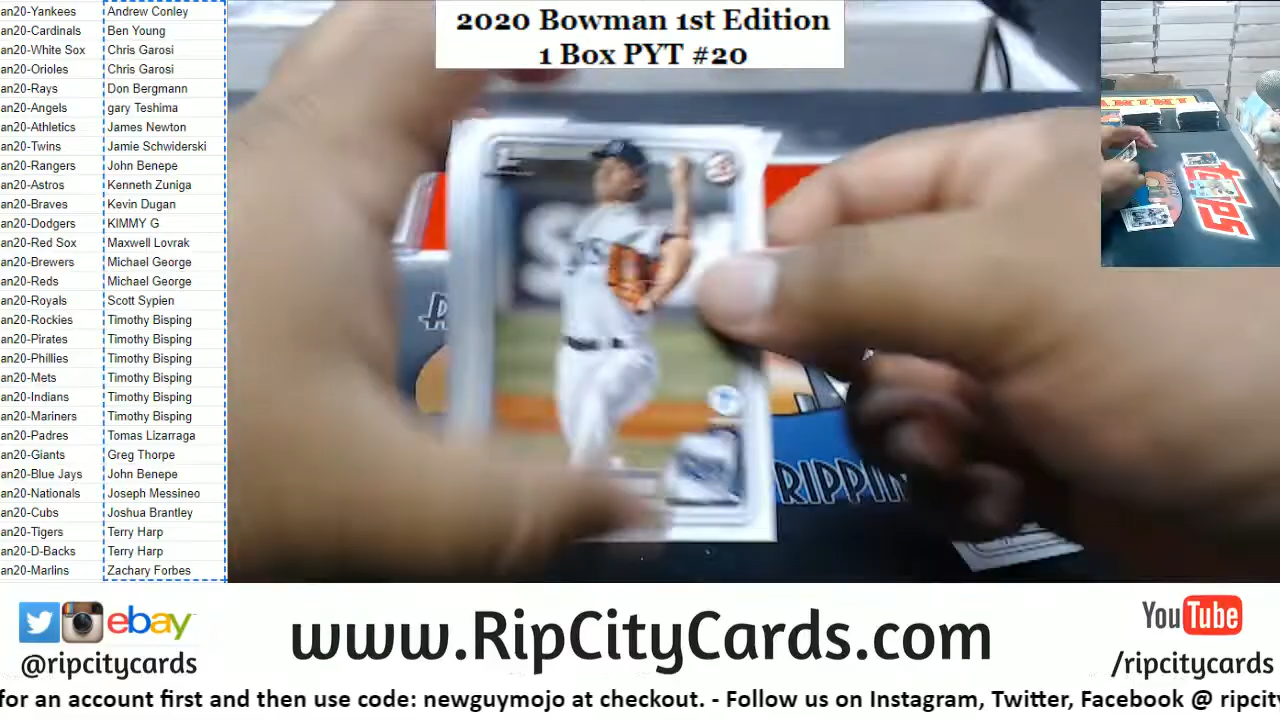 2020 Bowman 1st Edition
1 Box PYT #20
an20-Yankees Andrew Conley
an20-Cardinals Ben Young
an20-White Sox Chris Garosi
an20-Orioles Chris Garosi
an20-Rays Don Bergmann
an20-Angels gary Teshima
an20-Athletics James Newton
an20-Twins Jamie Schwiderski
an20-Rangers John Benepe
an20-Astros Kenneth Zuniga
an20-Braves Kevin Dugan
an20-Dodgers KIMMY G
an20-Red Sox Maxwell Lovrak
an20-Brewers Michael George
an20-Reds Michael George
an20-Royals Scott Sypien
an20-Rockies Timothy Bisping
an20-Pirates Timothy Bisping
an20-Phillies Timothy Bisping
an20-Mets Timothy Bisping
an20-Indians Timothy Bisping
an20-Mariners Timothy Bisping
an20-Padres Tomas Lizarraga
an20-Giants Greg Thorpe
an20-Blue Jays John Benepe
an20-Nationals Joseph Messineo
an20-Cubs Joshua Brantley
an20-Tigers Terry Harp
an20-D-Backs Terry Harp
an20-Marlins Zachary Forbes
RIPPIN
topps
ebay
@ripcitycards
www.RipCityCards.com
YouTube
/ripcitycards
for an account first and then use code: newguymojo at checkout. - Follow us on Instagram, Twitter, Facebook @ ripcity